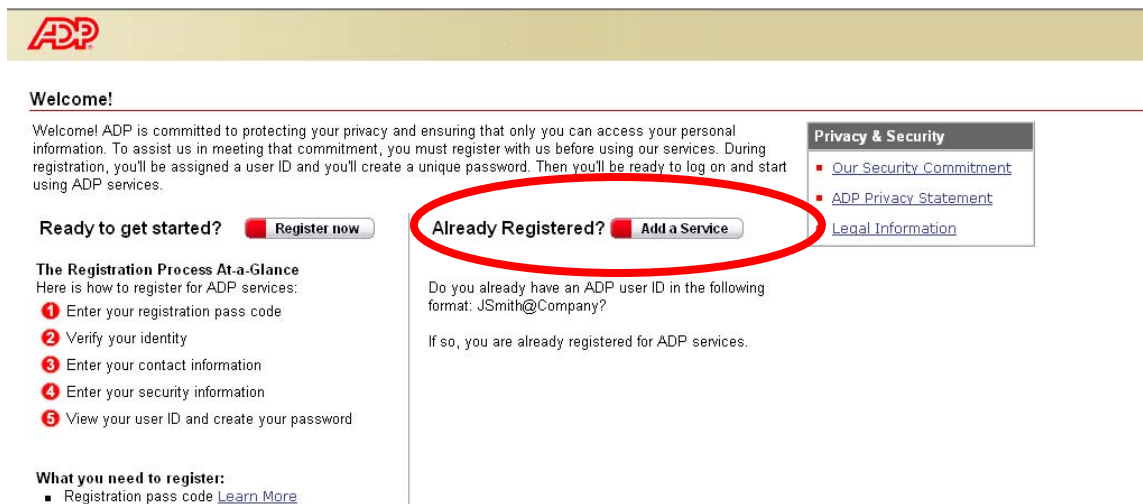 ADP
Welcome!
Welcome! ADP is committed to protecting your privacy and ensuring that only you can access your personal
information. To assist us in meeting that commitment, you must register with us before using our services. During
registration, you'll be assigned a user ID and you'll create a unique password. Then you'll be ready to log on and start
using ADP services.
Privacy & Security
Our Security Commitment
ADP Privacy Statement
Legal Information
Ready to get started? Register now
The Registration Process At-a-Glance
Here is how to register for ADP services:
1 Enter your registration pass code
2 Verify your identity
3 Enter your contact information
4 Enter your security information
5 View your user ID and create your password
What you need to register:
Registration pass code Learn More
Already Registered? Add a Service
Do you already have an ADP user ID in the following
format: JSmith@Company?
If so, you are already registered for ADP services.